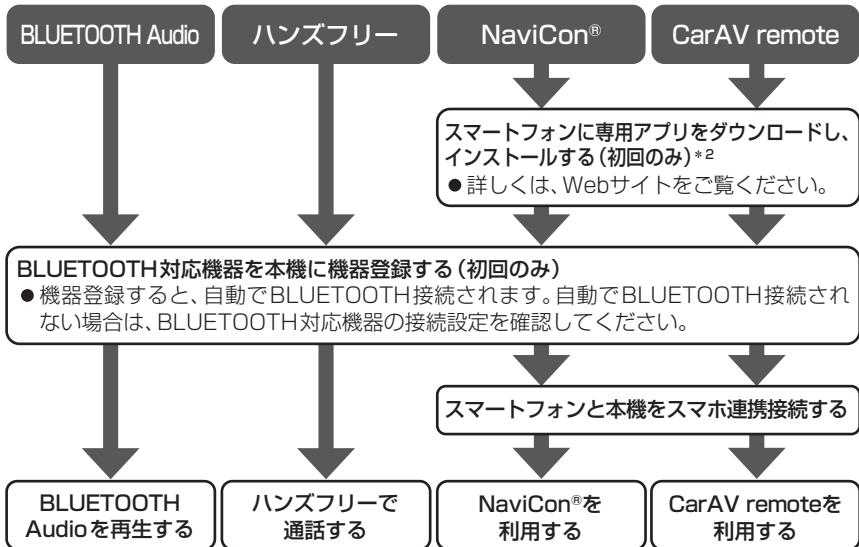 BLUETOOTH Audio
ハンズフリー
NaviCon®
CarAV remote
スマートフォンに専用アプリをダウンロードし、
インストールする(初回のみ)*2
●詳しくは、Webサイトをご覧ください。
BLUETOOTH対応機器を本機に機器登録する(初回のみ)
●機器登録すると、自動でBLUETOOTH接続されます。自動でBLUETOOTH接続され
ない場合は、BLUETOOTH対応機器の接続設定を確認してください。
スマートフォンと本機をスマホ連携接続する
BLUETOOTH
Audioを再生する
ハンズフリーで
通話する
NaviCon®を
利用する
CarAV remoteを
利用する